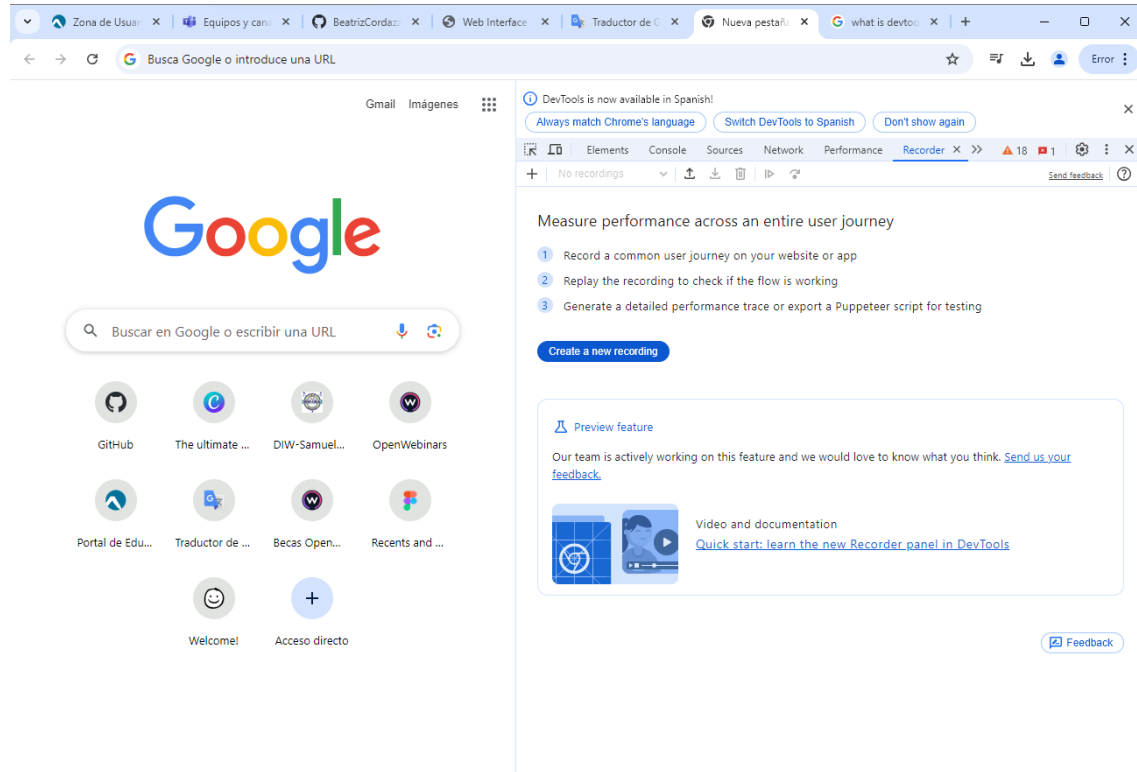 Zona de Usuar
Equipos y cana
BeatrizCordaz
Web Interface
Traductor de G
Nueva pestaña
what is devtoo
Busca Google o introduce una URL
Error
Gmail Imágenes
Google
Buscar en Google o escribir una URL
GitHub
The ultimate ...
DIW-Samuel...
OpenWebinars
Portal de Edu...
Traductor de ...
Becas Open...
Recents and ...
Welcome!
Acceso directo
DevTools is now available in Spanish!
Always match Chrome's language
Switch DevTools to Spanish
Don't show again
Elements Console Sources Network Performance Recorder 18 1
No recordings
Send feedback
Measure performance across an entire user journey
1 Record a common user journey on your website or app
2 Replay the recording to check if the flow is working
3 Generate a detailed performance trace or export a Puppeteer script for testing
Create a new recording
Preview feature
Our team is actively working on this feature and we would love to know what you think. Send us your
feedback.
Video and documentation
Quick start: learn the new Recorder panel in DevTools
Feedback